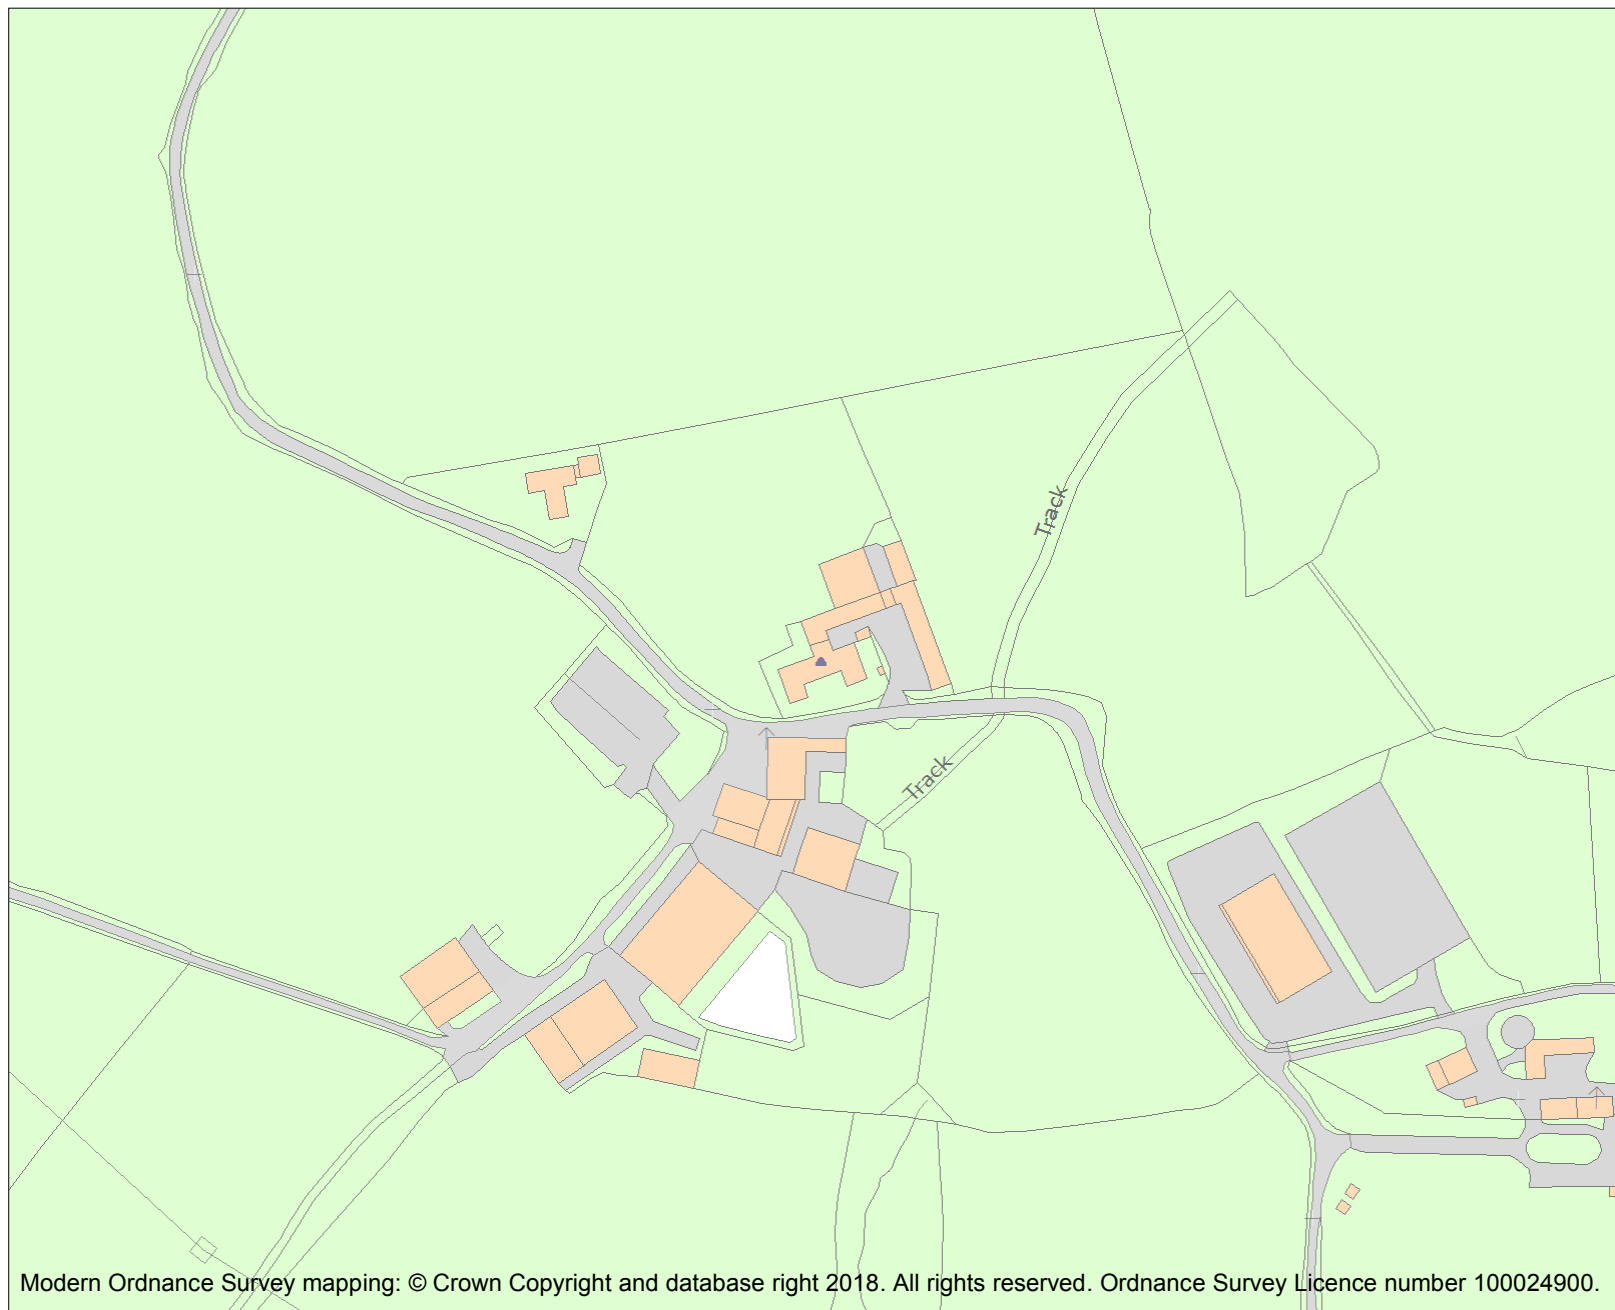 Track
Track
Modern Ordnance Survey mapping: © Crown Copyright and database right 2018. All rights reserved. Ordnance Survey Licence number 100024900.